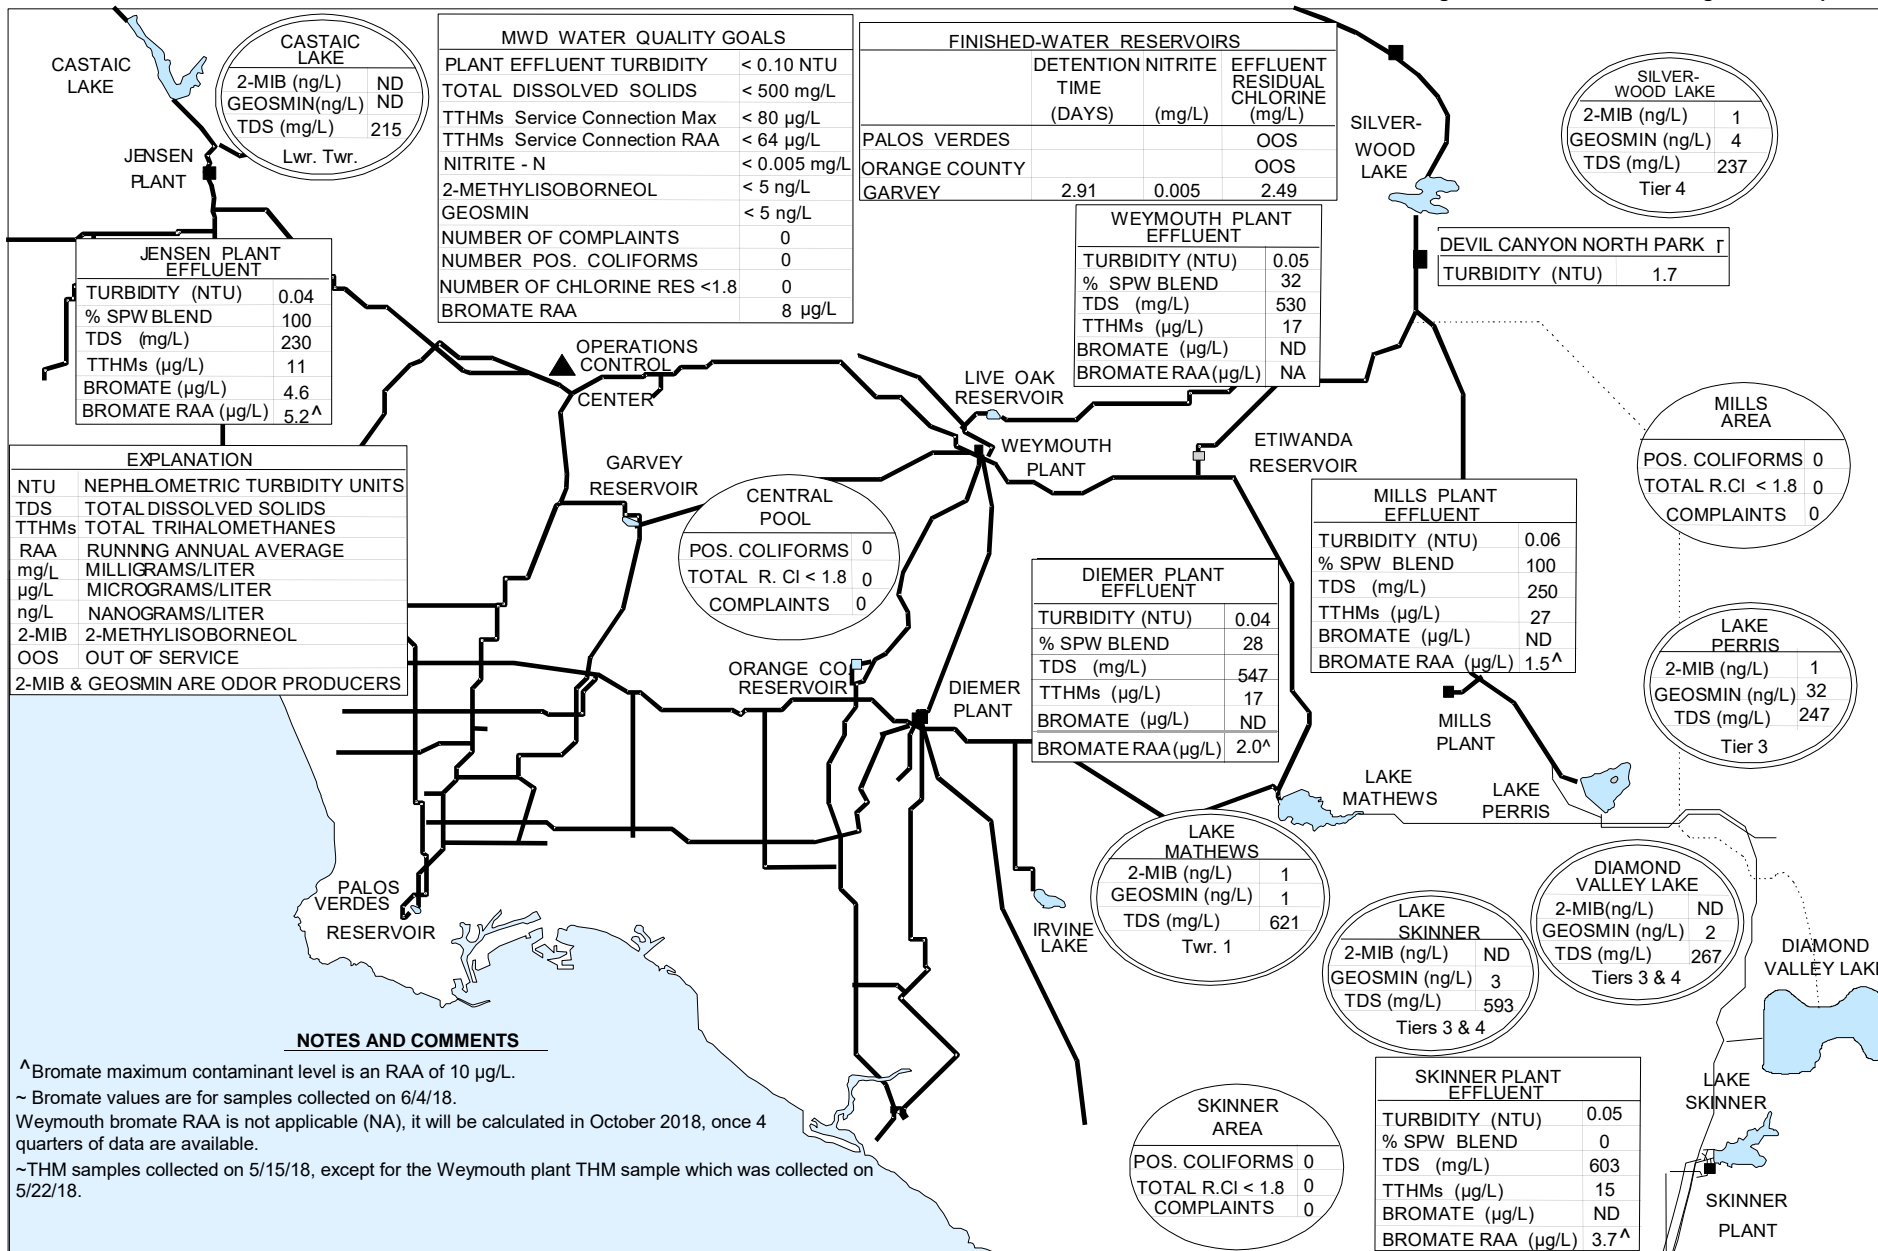 CASTAIC
LAKE
CASTAIC
LAKE
2-MIB (ng/L) ND
GEOSMIN(ng/L) ND
TDS (mg/L) 215
Lwr. Twr.
JENSEN
PLANT
MWD WATER QUALITY GOALS
PLANT EFFLUENT TURBIDITY < 0.10 NTU
TOTAL DISSOLVED SOLIDS < 500 mg/L
TTHMs Service Connection Max < 80 µg/L
TTHMs Service Connection RAA < 64 µg/L
NITRITE - N < 0.005 mg/L
2-METHYLISOBORNEOL < 5 ng/L
GEOSMIN < 5 ng/L
NUMBER OF COMPLAINTS 0
NUMBER POS. COLIFORMS 0
NUMBER OF CHLORINE RES <1.8 0
BROMATE RAA 8 µg/L
FINISHED-WATER RESERVOIRS
DETENTION NITRITE EFFLUENT
TIME RESIDUAL
CHLORINE
(DAYS) (mg/L) (mg/L)
PALOS VERDES OOS
ORANGE COUNTY OOS
GARVEY 2.91 0.005 2.49
SILVER-
WOOD
LAKE
SILVER-
WOOD LAKE
2-MIB (ng/L) 1
GEOSMIN (ng/L) 4
TDS (mg/L) 237
Tier 4
DEVIL CANYON NORTH PARK
TURBIDITY (NTU) 1.7
JENSEN PLANT
EFFLUENT
TURBIDITY (NTU) 0.04
% SPW BLEND 100
TDS (mg/L) 230
TTHMs (µg/L) 11
BROMATE (µg/L) 4.6
BROMATE RAA (µg/L) 5.2^
WEYMOUTH PLANT
EFFLUENT
TURBIDITY (NTU) 0.05
% SPW BLEND 32
TDS (mg/L) 530
TTHMs (µg/L) 17
BROMATE (µg/L) ND
BROMATE RAA (µg/L) NA
OPERATIONS
CONTROL
CENTER
LIVE OAK
RESERVOIR
WEYMOUTH
PLANT
ETIWANDA
RESERVOIR
GARVEY
RESERVOIR
MILLS
AREA
POS. COLIFORMS 0
TOTAL R.Cl < 1.8 0
COMPLAINTS 0
EXPLANATION
NTU NEPHELOMETRIC TURBIDITY UNITS
TDS TOTAL DISSOLVED SOLIDS
TTHMs TOTAL TRIHALOMETHANES
RAA RUNNING ANNUAL AVERAGE
mg/L MILLIGRAMS/LITER
µg/L MICROGRAMS/LITER
ng/L NANOGRAMS/LITER
2-MIB 2-METHYLISOBORNEOL
OOS OUT OF SERVICE
2-MIB & GEOSMIN ARE ODOR PRODUCERS
CENTRAL
POOL
POS. COLIFORMS 0
TOTAL R. Cl < 1.8 0
COMPLAINTS 0
MILLS PLANT
EFFLUENT
TURBIDITY (NTU) 0.06
% SPW BLEND 100
TDS (mg/L) 250
TTHMs (µg/L) 27
BROMATE (µg/L) ND
BROMATE RAA (µg/L) 1.5^
DIEMER PLANT
EFFLUENT
TURBIDITY (NTU) 0.04
% SPW BLEND 28
TDS (mg/L) 547
TTHMs (µg/L) 17
BROMATE (µg/L) ND
BROMATE RAA (µg/L) 2.0^
LAKE
PERRIS
2-MIB (ng/L) 1
GEOSMIN (ng/L) 32
TDS (mg/L) 247
Tier 3
ORANGE CO
RESERVOIR
DIEMER
PLANT
MILLS
PLANT
LAKE
MATHEWS
LAKE
PERRIS
LAKE
MATHEWS
2-MIB (ng/L) 1
GEOSMIN (ng/L) 1
TDS (mg/L) 621
Twr. 1
DIAMOND
VALLEY LAKE
2-MIB(ng/L) ND
GEOSMIN (ng/L) 2
TDS (mg/L) 267
Tiers 3 & 4
PALOS
VERDES
RESERVOIR
IRVINE
LAKE
LAKE
SKINNER
2-MIB (ng/L) ND
GEOSMIN (ng/L) 3
TDS (mg/L) 593
Tiers 3 & 4
DIAMOND
VALLEY LAKE
NOTES AND COMMENTS
^Bromate maximum contaminant level is an RAA of 10 µg/L.
~ Bromate values are for samples collected on 6/4/18.
Weymouth bromate RAA is not applicable (NA), it will be calculated in October 2018, once 4
quarters of data are available.
~THM samples collected on 5/15/18, except for the Weymouth plant THM sample which was collected on
5/22/18.
SKINNER
AREA
POS. COLIFORMS 0
TOTAL R.Cl < 1.8 0
COMPLAINTS 0
SKINNER PLANT
EFFLUENT
TURBIDITY (NTU) 0.05
% SPW BLEND 0
TDS (mg/L) 603
TTHMs (µg/L) 15
BROMATE (µg/L) ND
BROMATE RAA (µg/L) 3.7^
LAKE
SKINNER
SKINNER
PLANT